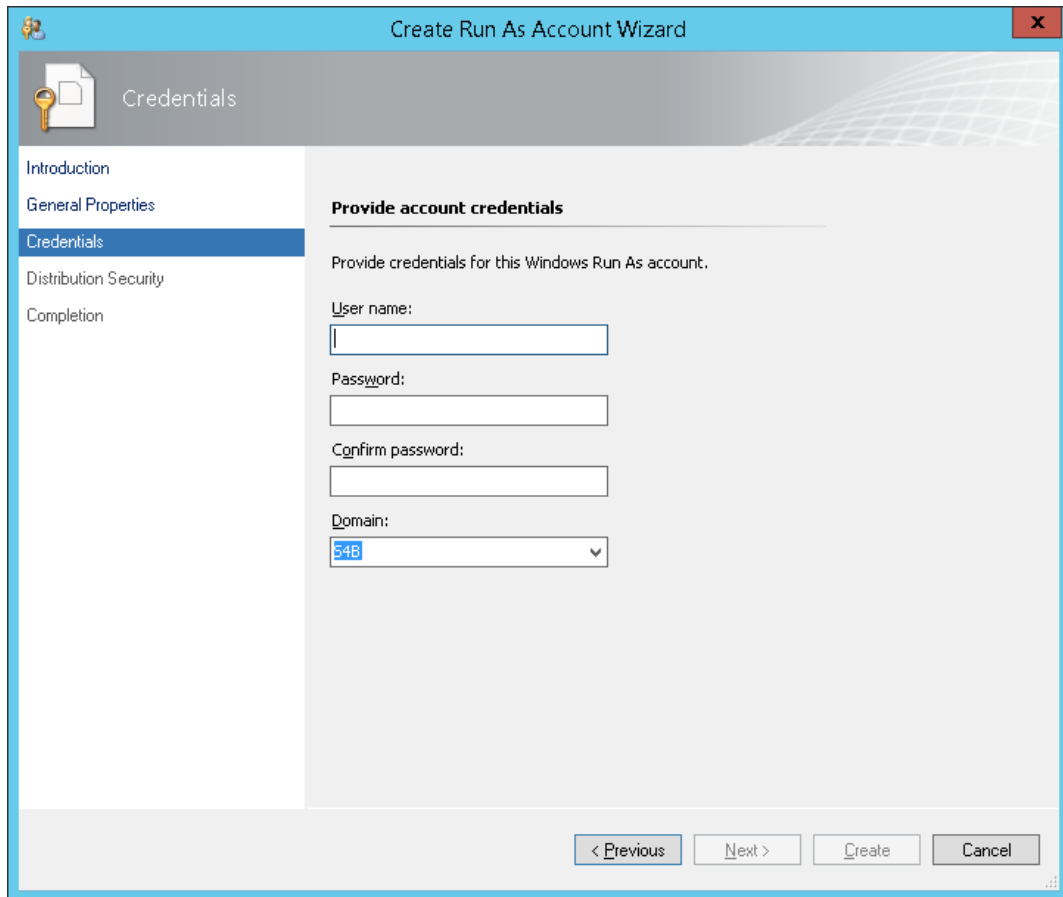 Create Run As Account Wizard
x
Credentials
Introduction
General Properties
Credentials
Distribution Security
Completion
Provide account credentials
Provide credentials for this Windows Run As account.
User name:
Password:
Confirm password:
Domain:
S4B
< Previous
Next >
Create
Cancel